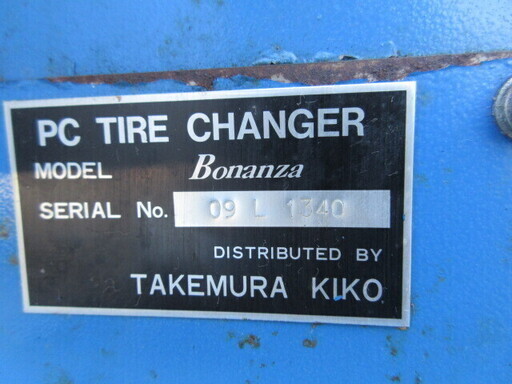 PC TIRE CHANGER
MODEL Bonanza
SERIAL No. 09 L 1340
DISTRIBUTED BY
TAKEMURA KIKO